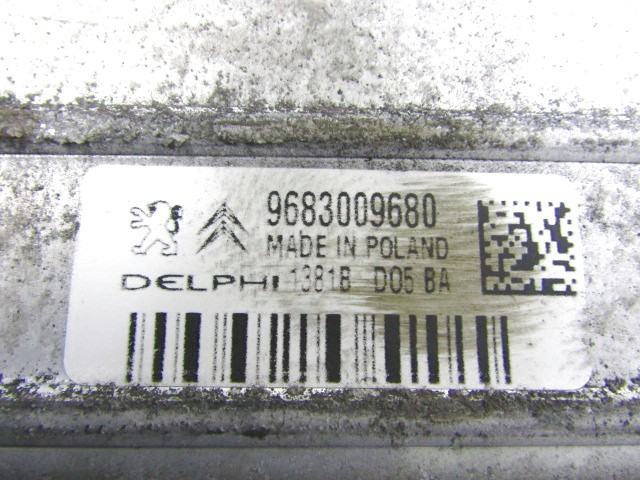 9683009680
MADE IN POLAND
DELPHI 1381B D05 BA